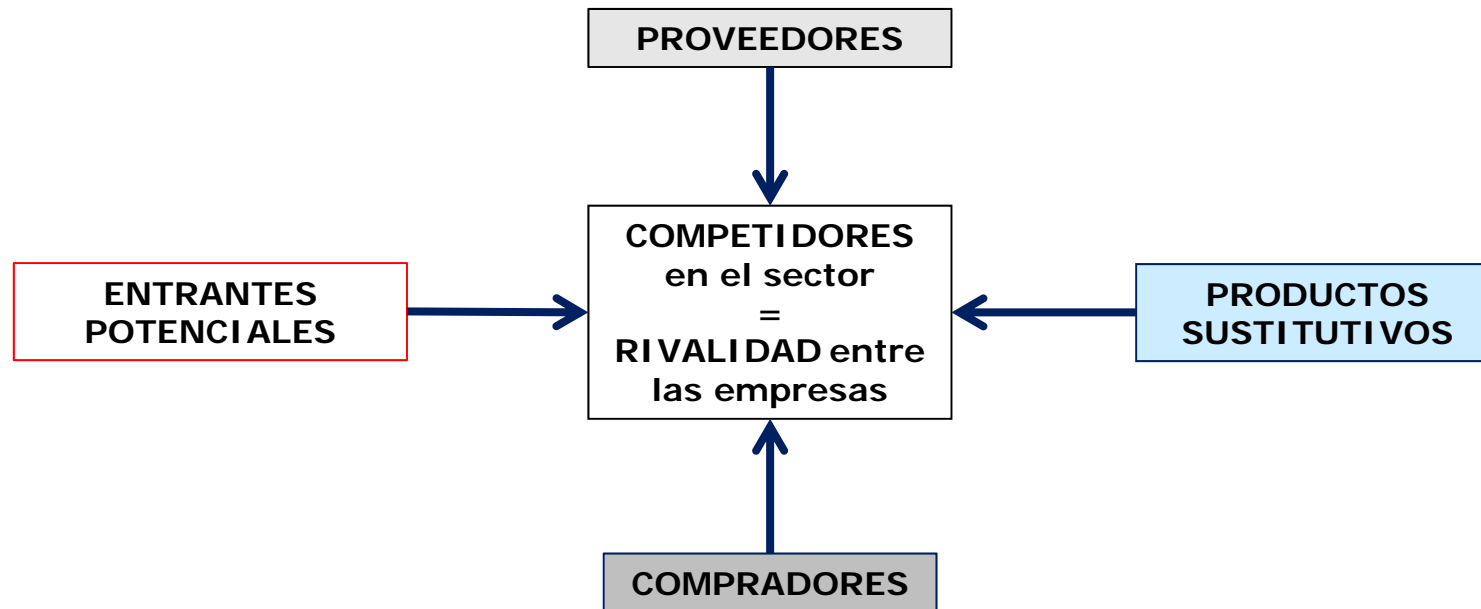 PROVEEDORES
COMPETIDORES
en el sector
=
RIVALIDAD entre
las empresas
ENTRANTES
POTENCIALES
PRODUCTOS
SUSTITUTIVOS
COMPRADORES